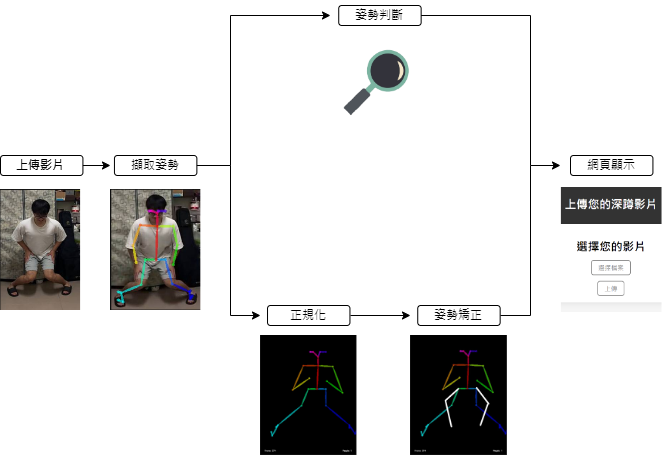 姿勢判斷
上傳影片
擷取姿勢
網頁顯示
上傳您的深蹲影片
選擇您的影片
選擇檔案
上傳
正規化
姿勢矯正